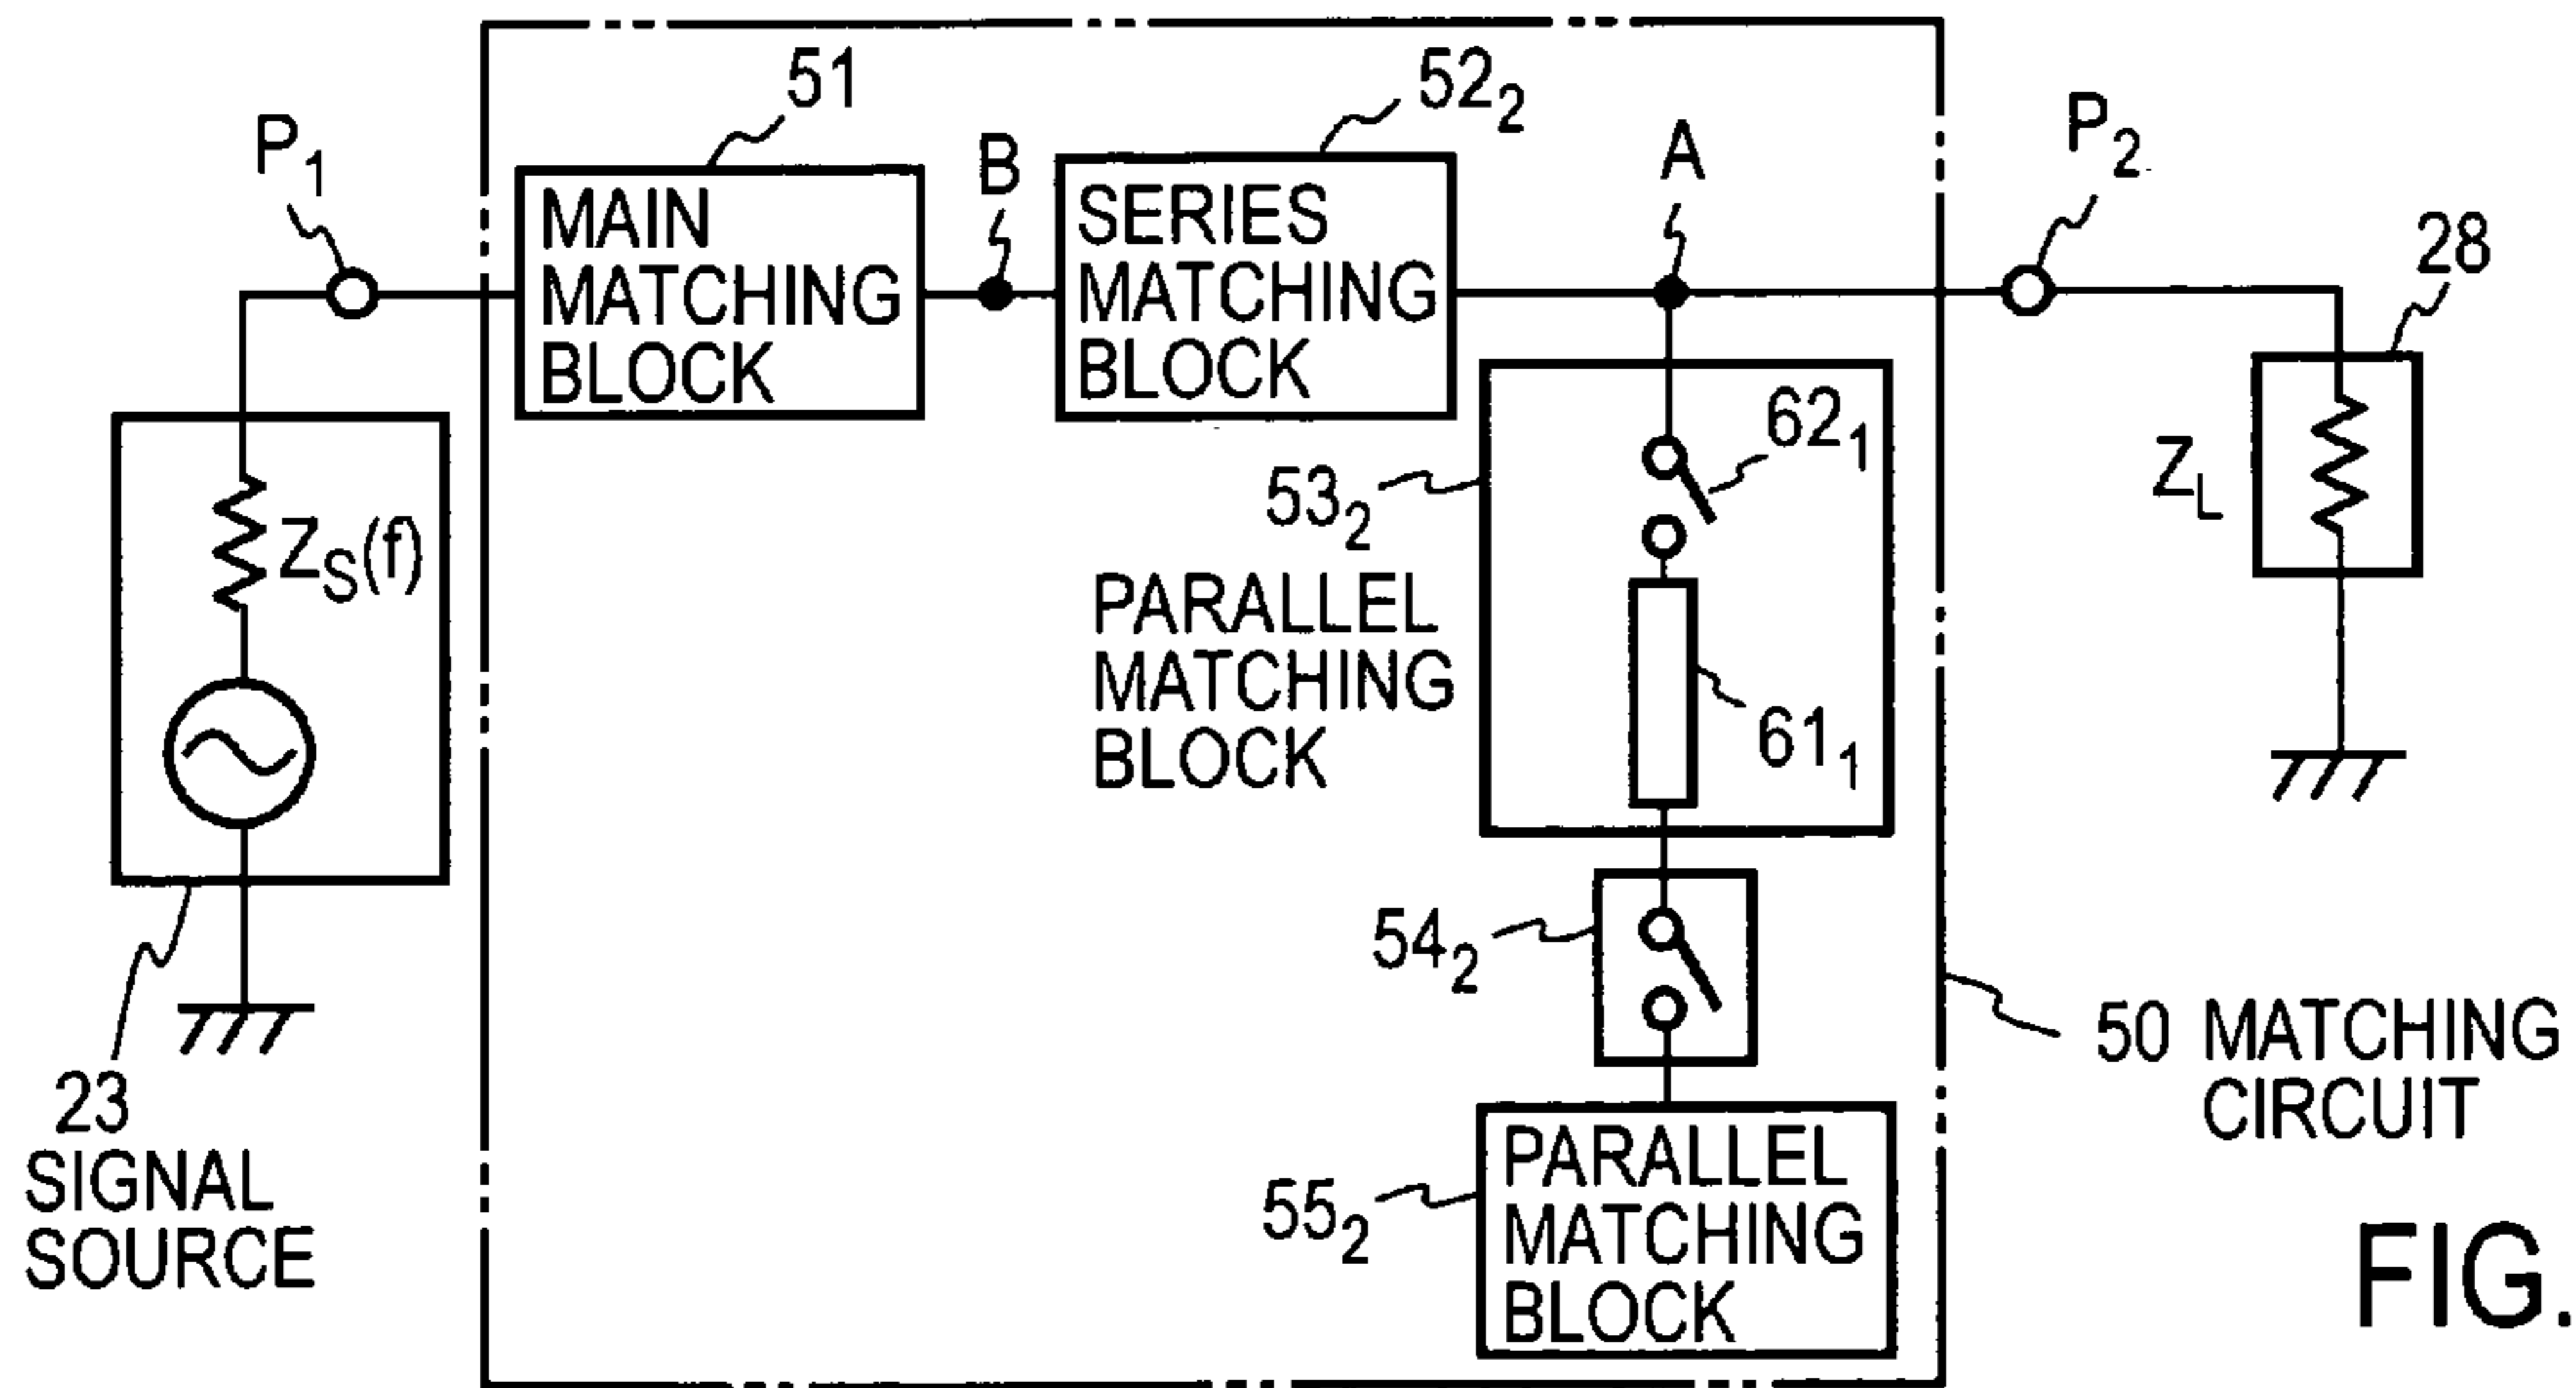 51
52₂
P₁
B
A
P₂
28
MAIN
MATCHING
BLOCK
SERIES
MATCHING
BLOCK
62₁
53₂
Z_L
Z_S(f)
PARALLEL
MATCHING
BLOCK
61₁
54₂
50 MATCHING
CIRCUIT
23
SIGNAL
SOURCE
55₂
PARALLEL
MATCHING
BLOCK
FIG.